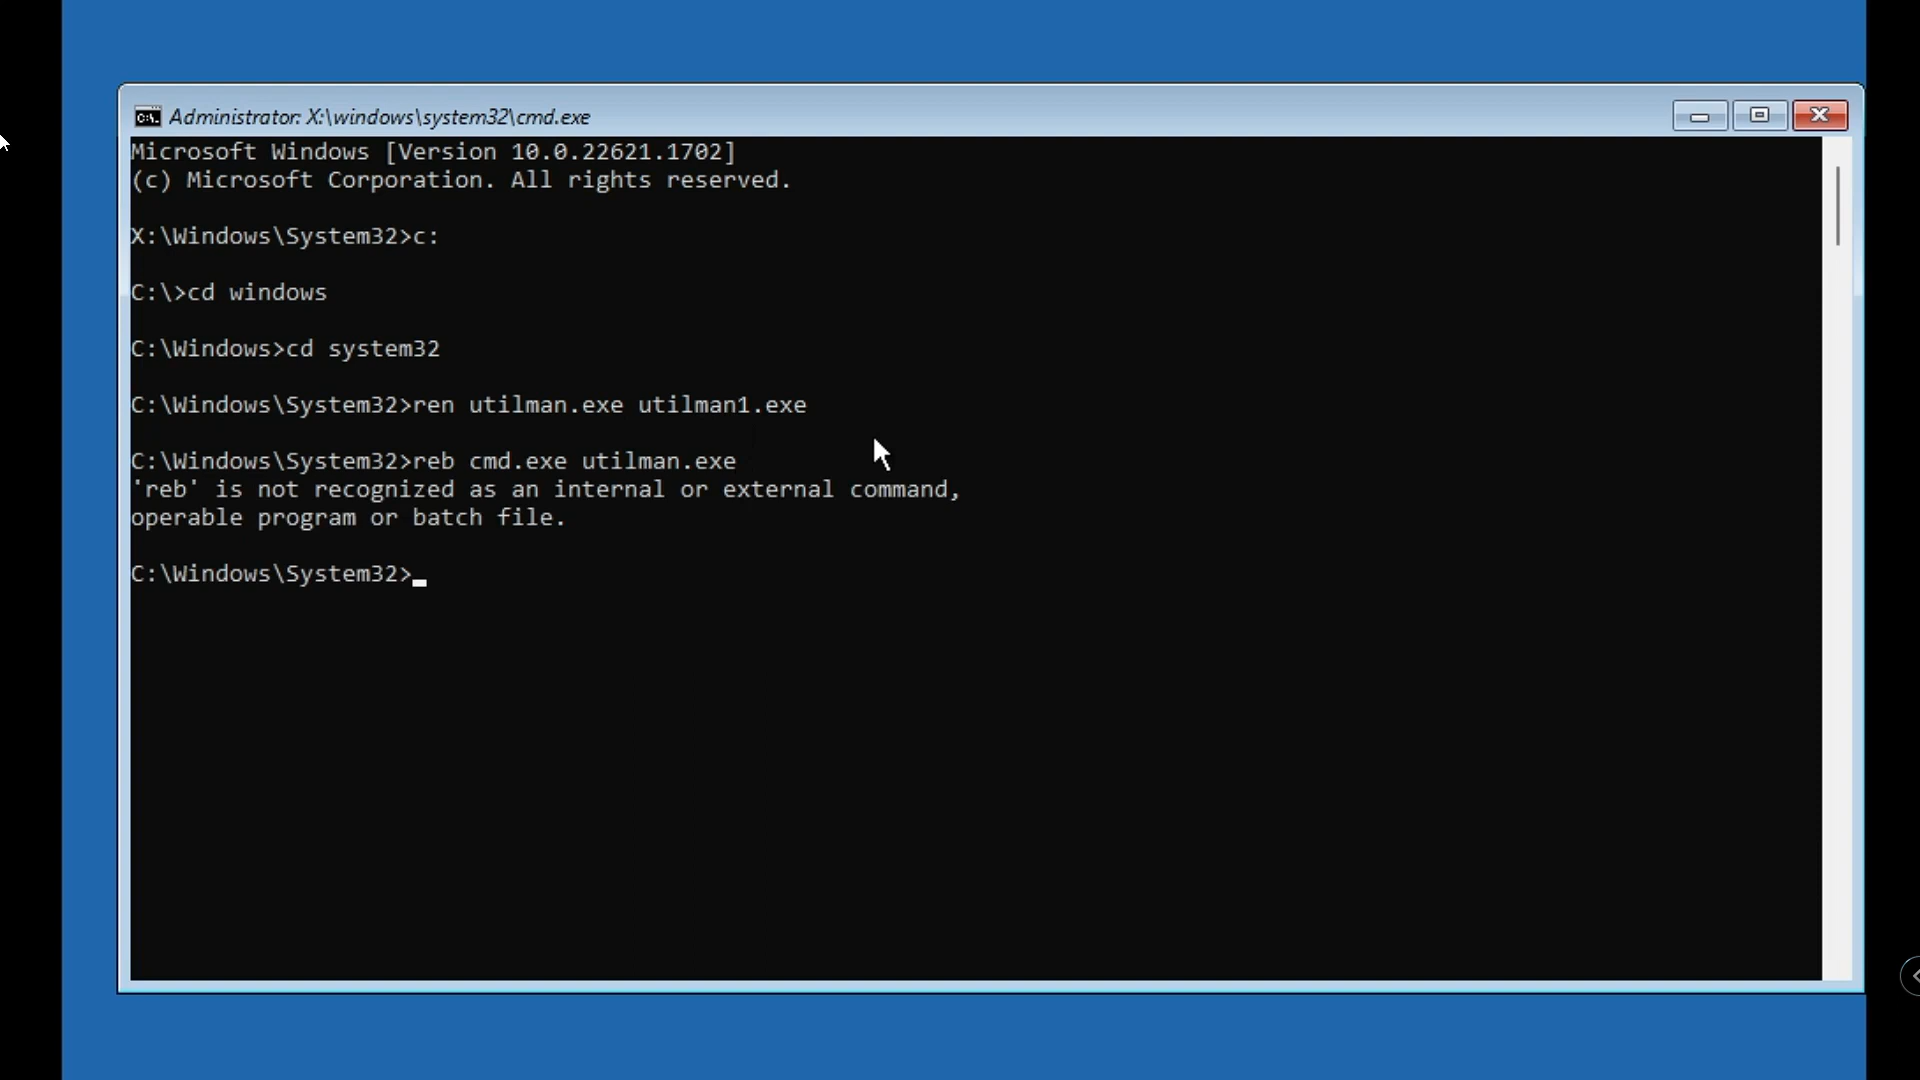 Administrator: X:\windows\system32\cmd.exe
Microsoft Windows [Version 10.0.22621.1702]
(c) Microsoft Corporation. All rights reserved.
X:\Windows\System32>c:
C:\>cd windows
C:\Windows>cd system32
C:\Windows\System32>ren utilman.exe utilman1.exe
C:\Windows\System32>reb cmd.exe utilman.exe
'reb' is not recognized as an internal or external command,
operable program or batch file.
C:\Windows\System32>